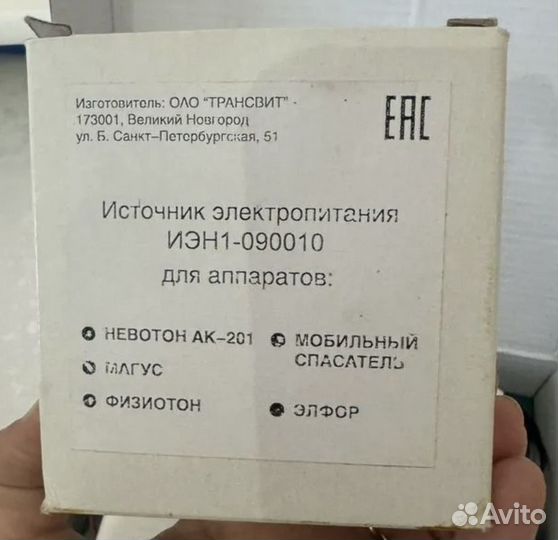 Изготовитель: ОАО "ТРАНСВИТ" -
173001, Великий Новгород
ул. Б. Санкт-Петербургская, 51
EAC
Источник электропитания
ИЭН1-090010
для аппаратов:
НЕВОТОН АК-201
МАГУС
ФИЗИОТОН
МОБИЛЬНЫЙ
СПАСАТЕЛЬ
ЭЛФОР
Avito